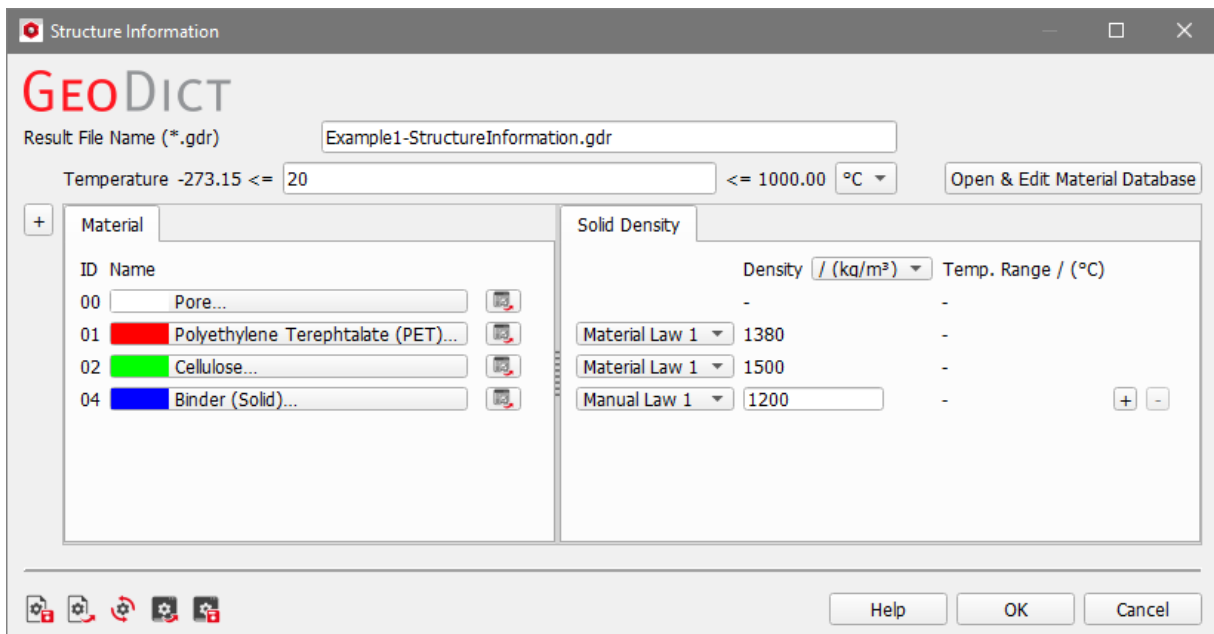 Structure Information
GEODICT
Result File Name (*.gdr) Example1-StructureInformation.gdr
Temperature -273.15 <= 20 <= 1000.00 °C Open & Edit Material Database
+ Material Solid Density
ID Name Density / (kg/m³) Temp. Range / (°C)
00 Pore... - -
01 Polyethylene Terephtalate (PET)... Material Law 1 1380 -
02 Cellulose... Material Law 1 1500 -
04 Binder (Solid)... Manual Law 1 1200 - + -
Help OK Cancel